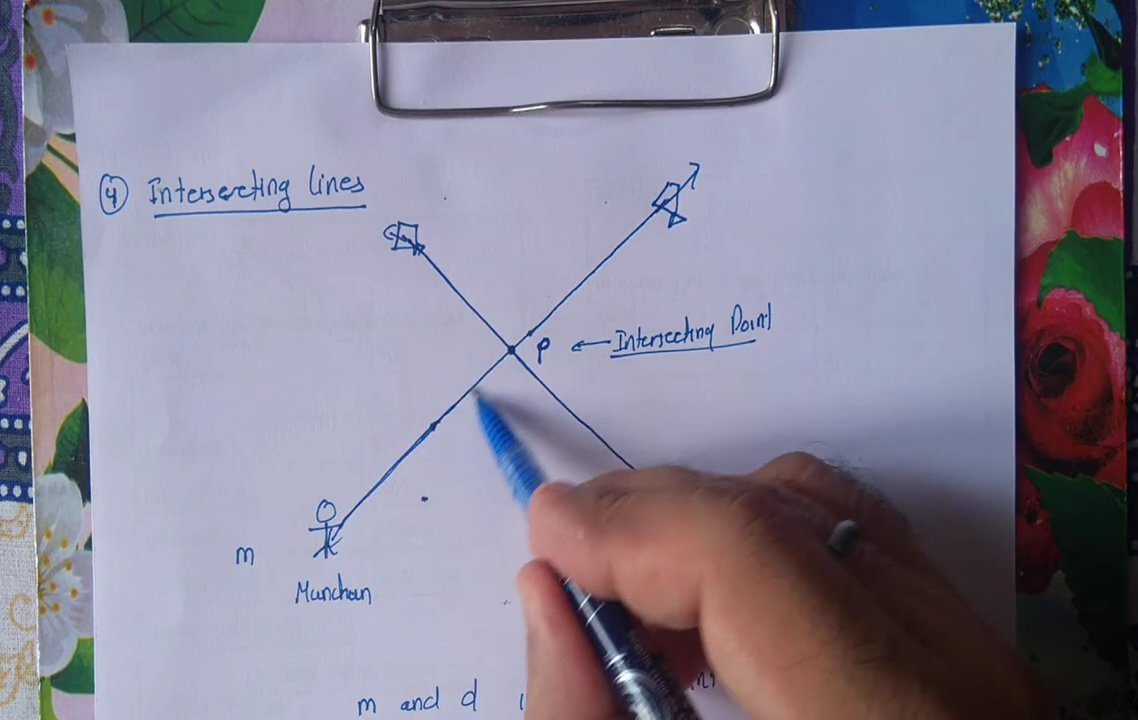 4 Intersecting lines
P ← Intersecting Point
m
Munchun
m and d